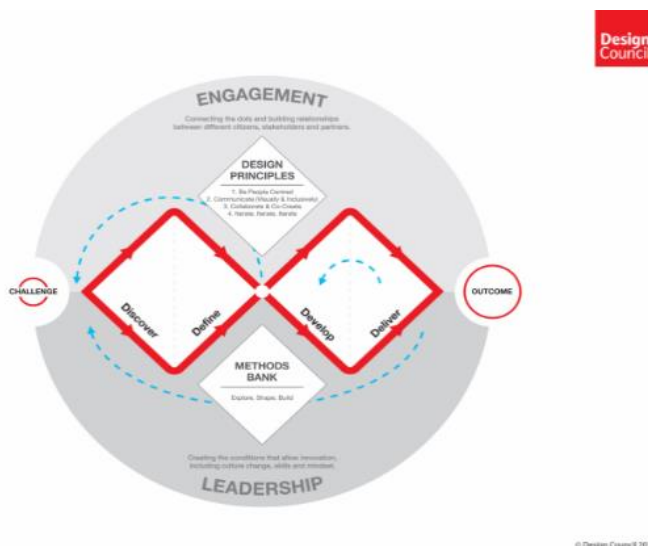 Design
Council
ENGAGEMENT
Connecting the dots and building relationships
between different citizens, stakeholders and partners.
DESIGN
PRINCIPLES
1. Be People Centred
2. Communicate (Visually & Inclusively)
3. Collaborate & Co-Create
4. Iterate, Iterate, Iterate
CHALLENGE
OUTCOME
Discover
Define
Develop
Deliver
METHODS
BANK
Explore, Shape, Build
Creating the conditions that allow innovation,
including culture change, skills and mindset.
LEADERSHIP
© Design Council 20